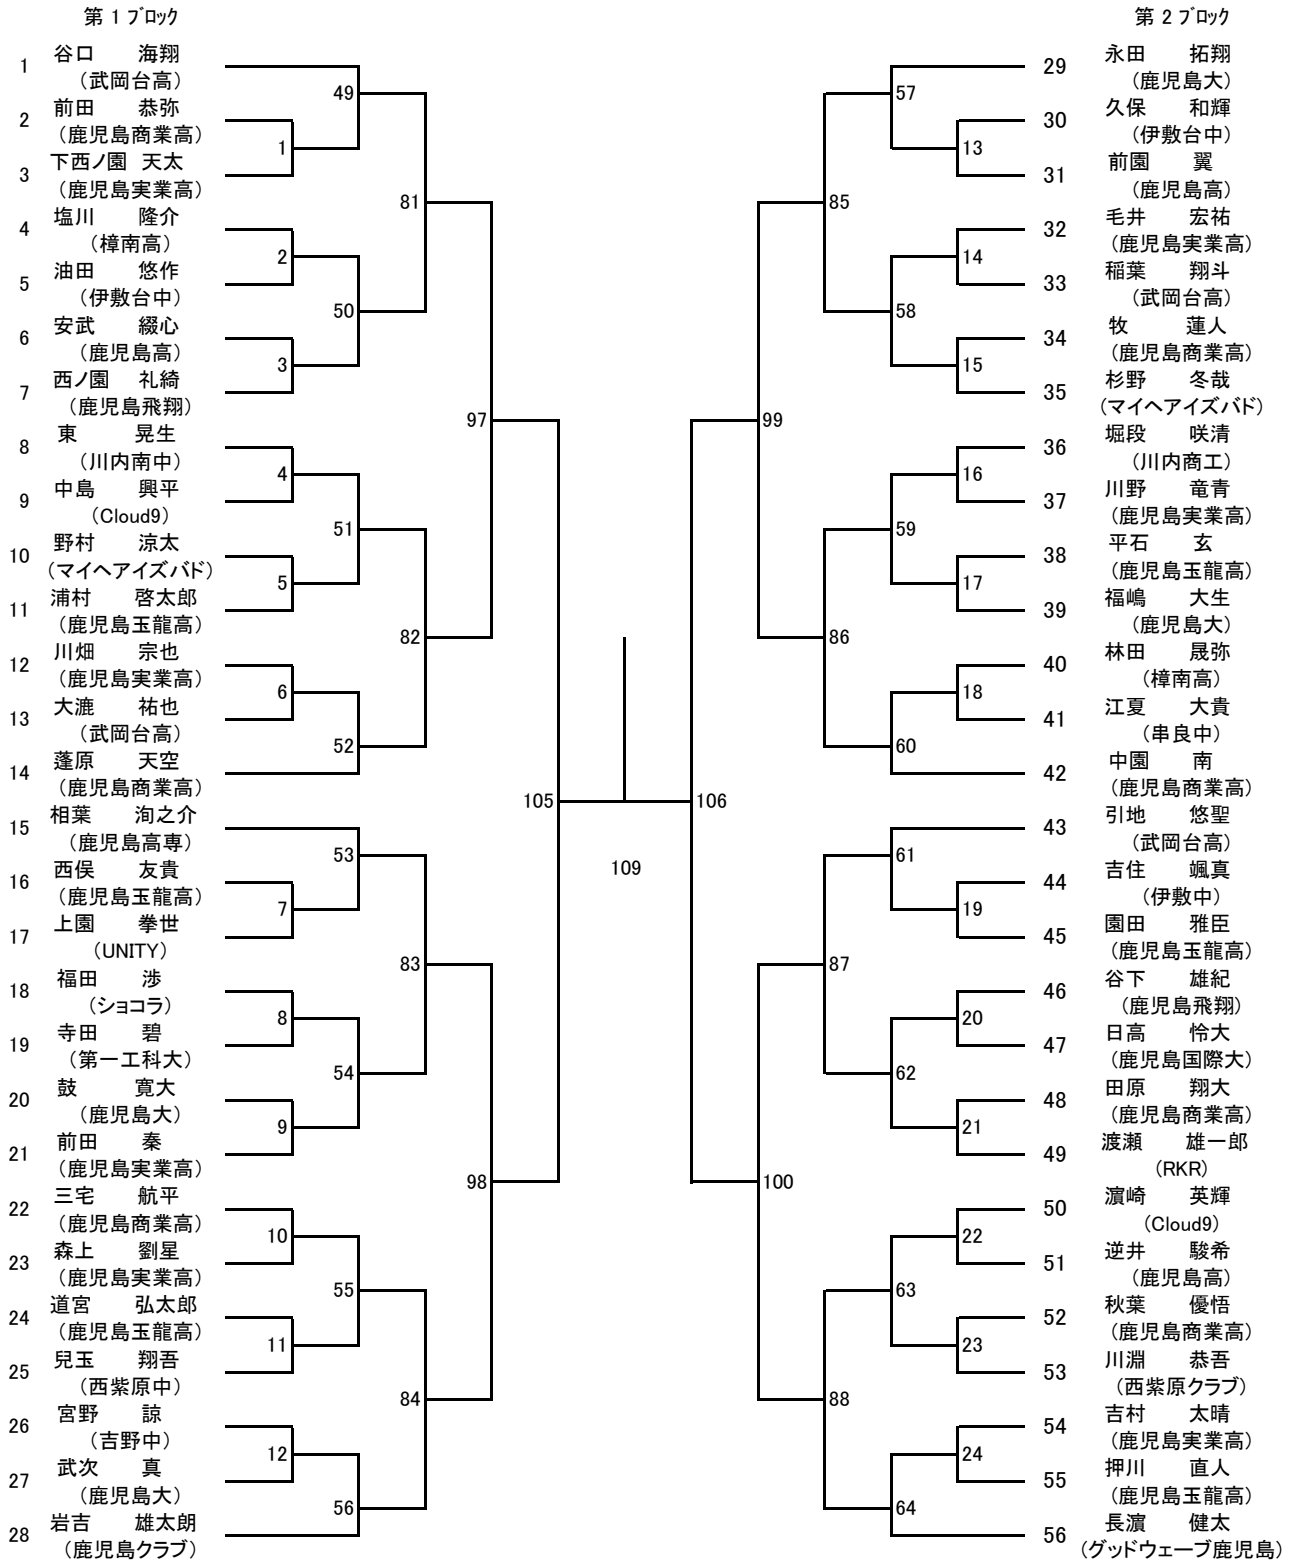 第 1 ブロック
1 谷口 海翔
(武岡台高)
2 前田 恭弥
(鹿児島商業高)
3 下西ノ園 天太
(鹿児島実業高)
4 塩川 隆介
(樟南高)
5 油田 悠作
(伊敷台中)
6 安武 綴心
(鹿児島高)
7 西ノ園 礼綺
(鹿児島飛翔)
8 東 晃生
(川内南中)
9 中島 興平
(Cloud9)
10 野村 涼太
(マイヘアイズバド)
11 浦村 啓太郎
(鹿児島玉龍高)
12 川畑 宗也
(鹿児島実業高)
13 大漉 祐也
(武岡台高)
14 蓬原 天空
(鹿児島商業高)
15 相葉 洵之介
(鹿児島高専)
16 西俣 友貴
(鹿児島玉龍高)
17 上園 拳世
(UNITY)
18 福田 渉
(ショコラ)
19 寺田 碧
(第一工科大)
20 鼓 寛大
(鹿児島大)
21 前田 秦
(鹿児島実業高)
22 三宅 航平
(鹿児島商業高)
23 森上 劉星
(鹿児島実業高)
24 道宮 弘太郎
(鹿児島玉龍高)
25 兒玉 翔吾
(西紫原中)
26 宮野 諒
(吉野中)
27 武次 真
(鹿児島大)
28 岩吉 雄太朗
(鹿児島クラブ)
1
2
3
4
5
6
7
8
9
10
11
12
49
50
51
52
53
54
55
56
81
82
83
84
97
98
105
109
106
99
100
85
86
87
88
57
58
59
60
61
62
63
64
13
14
15
16
17
18
19
20
21
22
23
24
第 2 ブロック
29 永田 拓翔
(鹿児島大)
30 久保 和輝
(伊敷台中)
31 前園 翼
(鹿児島高)
32 毛井 宏祐
(鹿児島実業高)
33 稲葉 翔斗
(武岡台高)
34 牧 蓮人
(鹿児島商業高)
35 杉野 冬哉
(マイヘアイズバド)
36 堀段 咲清
(川内商工)
37 川野 竜青
(鹿児島実業高)
38 平石 玄
(鹿児島玉龍高)
39 福嶋 大生
(鹿児島大)
40 林田 晟弥
(樟南高)
41 江夏 大貴
(串良中)
42 中園 南
(鹿児島商業高)
43 引地 悠聖
(武岡台高)
44 吉住 颯真
(伊敷中)
45 園田 雅臣
(鹿児島玉龍高)
46 谷下 雄紀
(鹿児島飛翔)
47 日高 怜大
(鹿児島国際大)
48 田原 翔大
(鹿児島商業高)
49 渡瀬 雄一郎
(RKR)
50 濵崎 英輝
(Cloud9)
51 逆井 駿希
(鹿児島高)
52 秋葉 優悟
(鹿児島商業高)
53 川淵 恭吾
(西紫原クラブ)
54 吉村 太晴
(鹿児島実業高)
55 押川 直人
(鹿児島玉龍高)
56 長濵 健太
(グッドウェーブ鹿児島)